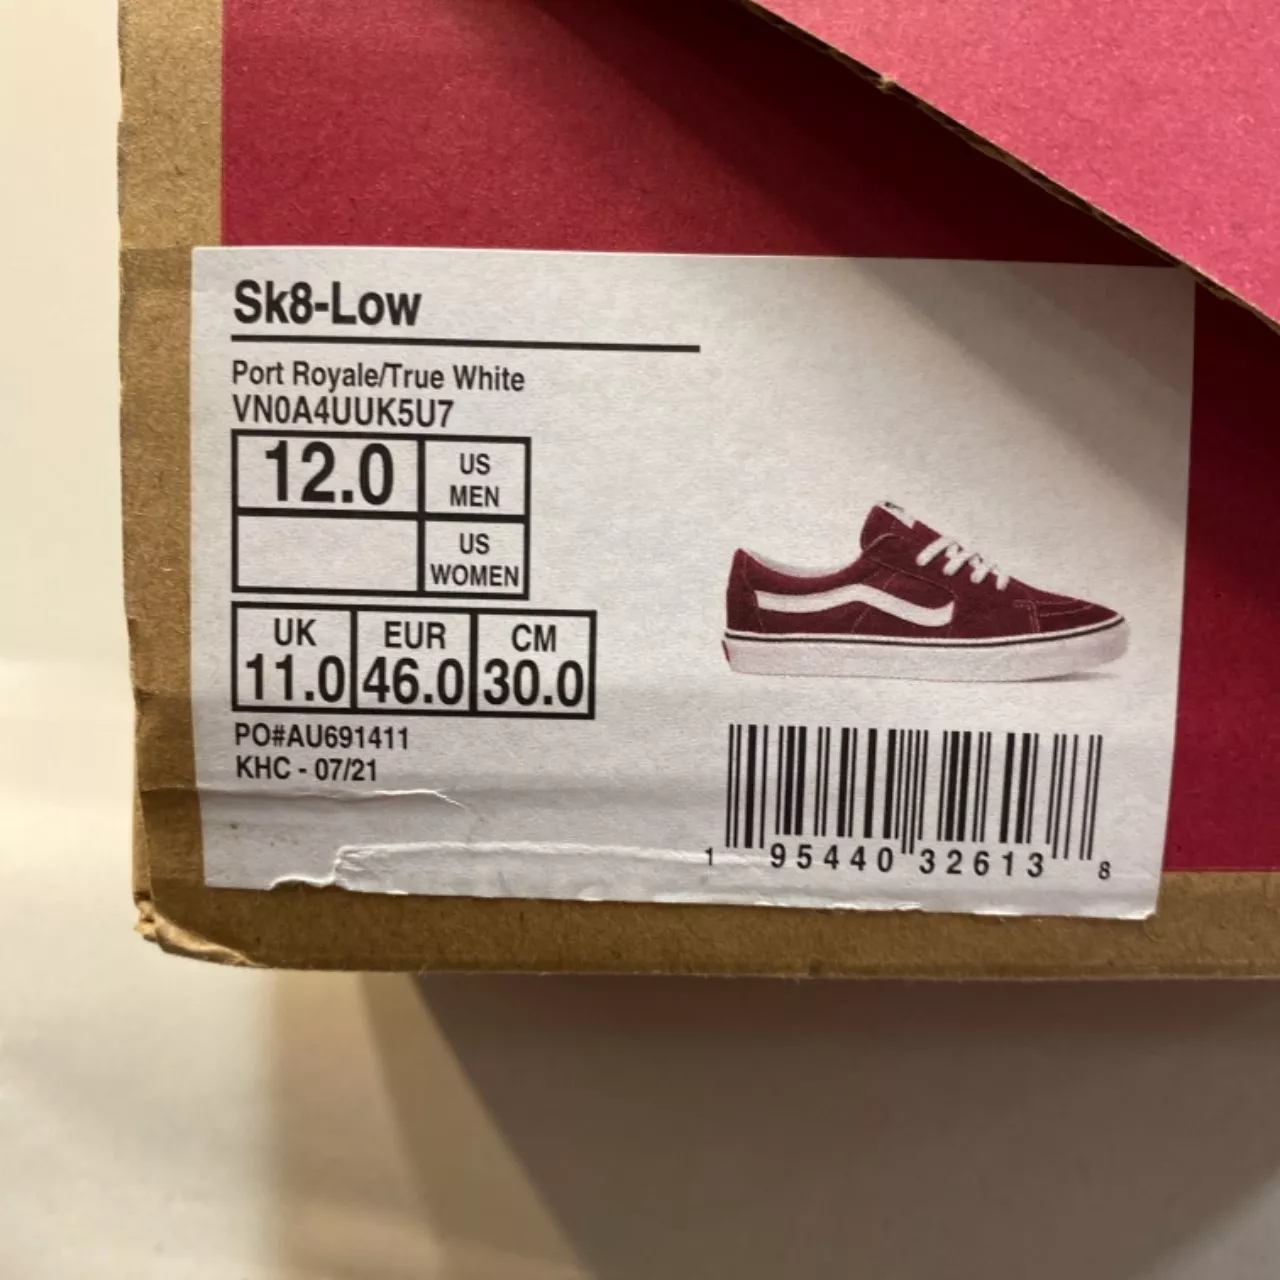 Sk8-Low
Port Royale/True White
VN0A4UUK5U7
12.0 US MEN
US WOMEN
UK EUR CM
11.0 46.0 30.0
PO#AU691411
KHC - 07/21
1 95440 32613 8